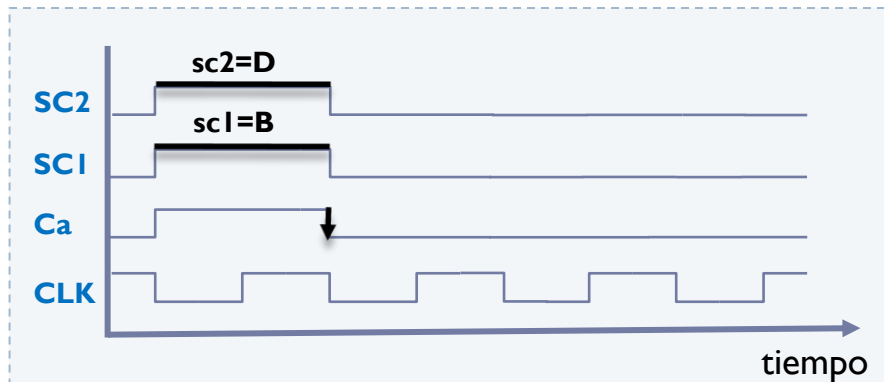 sc2=D
SC2
sc1=B
SC1
Ca
CLK
tiempo